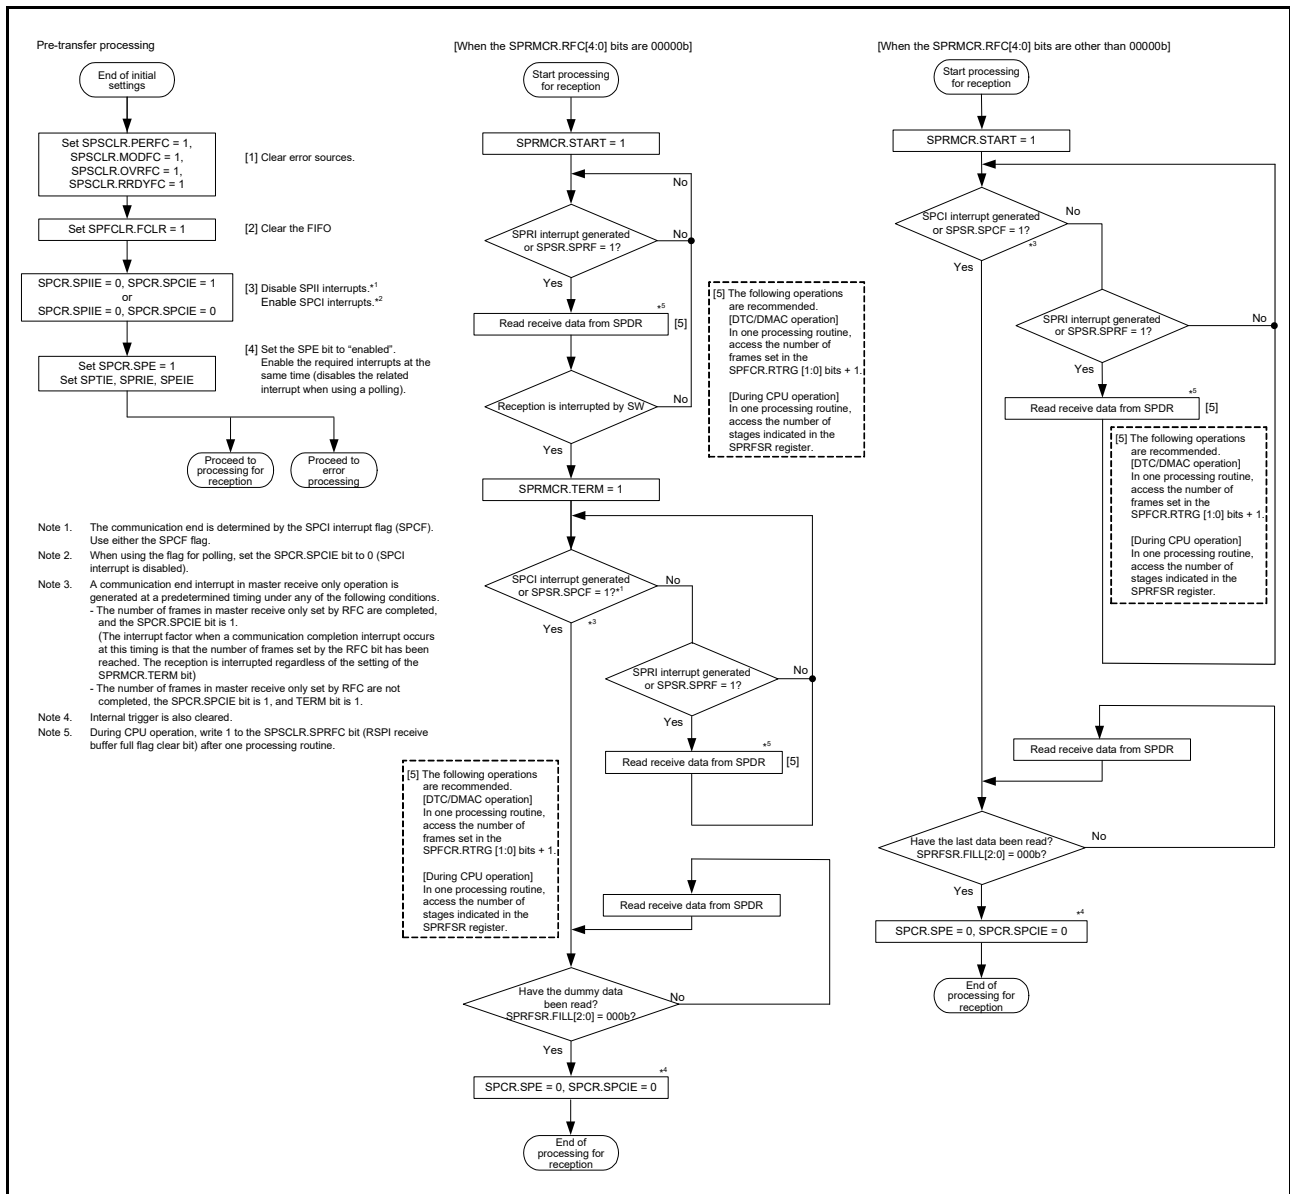 Pre-transfer processing
End of initial
settings
Set SPSCLR.PERFC = 1,
SPSCLR.MODFC = 1,
SPSCLR.OVRFC = 1,
SPSCLR.RRDYFC = 1
[1] Clear error sources.
Set SPFCLR.FCLR = 1
[2] Clear the FIFO
SPCR.SPIIE = 0, SPCR.SPCIE = 1
or
SPCR.SPIIE = 0, SPCR.SPCIE = 0
[3] Disable SPII interrupts.*1
Enable SPCI interrupts.*2
Set SPCR.SPE = 1
Set SPTIE, SPRIE, SPEIE
[4] Set the SPE bit to “enabled”.
Enable the required interrupts at the
same time (disables the related
interrupt when using a polling).
Proceed to
processing for
reception
Proceed to
error
processing
Note 1. The communication end is determined by the SPCI interrupt flag (SPCF).
Use either the SPCF flag.
Note 2. When using the flag for polling, set the SPCR.SPCIE bit to 0 (SPCI
interrupt is disabled).
Note 3. A communication end interrupt in master receive only operation is
generated at a predetermined timing under any of the following conditions.
- The number of frames in master receive only set by RFC are completed,
and the SPCR.SPCIE bit is 1.
(The interrupt factor when a communication completion interrupt occurs
at this timing is that the number of frames set by the RFC bit has been
reached. The reception is interrupted regardless of the setting of the
SPRMCR.TERM bit)
- The number of frames in master receive only set by RFC are not
completed, the SPCR.SPCIE bit is 1, and TERM bit is 1.
Note 4. Internal trigger is also cleared.
Note 5. During CPU operation, write 1 to the SPSCLR.SPRFC bit (RSPI receive
buffer full flag clear bit) after one processing routine.
[When the SPRMCR.RFC[4:0] bits are 00000b]
Start processing
for reception
SPRMCR.START = 1
No
SPRI interrupt generated
or SPSR.SPRF = 1?
No
Yes
*5
Read receive data from SPDR
[5]
Reception is interrupted by SW
No
Yes
SPRMCR.TERM = 1
[5] The following operations
are recommended.
[DTC/DMAC operation]
In one processing routine,
access the number of
frames set in the
SPFCR.RTRG [1:0] bits + 1.
[During CPU operation]
In one processing routine,
access the number of
stages indicated in the
SPRFSR register.
SPCI interrupt generated
or SPSR.SPCF = 1?*1
No
Yes
*3
SPRI interrupt generated
or SPSR.SPRF = 1?
No
Yes
*5
Read receive data from SPDR
[5]
[5] The following operations
are recommended.
[DTC/DMAC operation]
In one processing routine,
access the number of
frames set in the
SPFCR.RTRG [1:0] bits + 1.
[During CPU operation]
In one processing routine,
access the number of
stages indicated in the
SPRFSR register.
Read receive data from SPDR
Have the dummy data
been read?
SPRFSR.FILL[2:0] = 000b?
No
Yes
*4
SPCR.SPE = 0, SPCR.SPCIE = 0
End of
processing for
reception
[When the SPRMCR.RFC[4:0] bits are other than 00000b]
Start processing
for reception
SPRMCR.START = 1
SPCI interrupt generated
or SPSR.SPCF = 1?
*3
No
Yes
SPRI interrupt generated
or SPSR.SPRF = 1?
No
Yes
*5
Read receive data from SPDR
[5]
[5] The following operations
are recommended.
[DTC/DMAC operation]
In one processing routine,
access the number of
frames set in the
SPFCR.RTRG [1:0] bits + 1.
[During CPU operation]
In one processing routine,
access the number of
stages indicated in the
SPRFSR register.
Read receive data from SPDR
Have the last data been read?
SPRFSR.FILL[2:0] = 000b?
No
Yes
*4
SPCR.SPE = 0, SPCR.SPCIE = 0
End of
processing for
reception